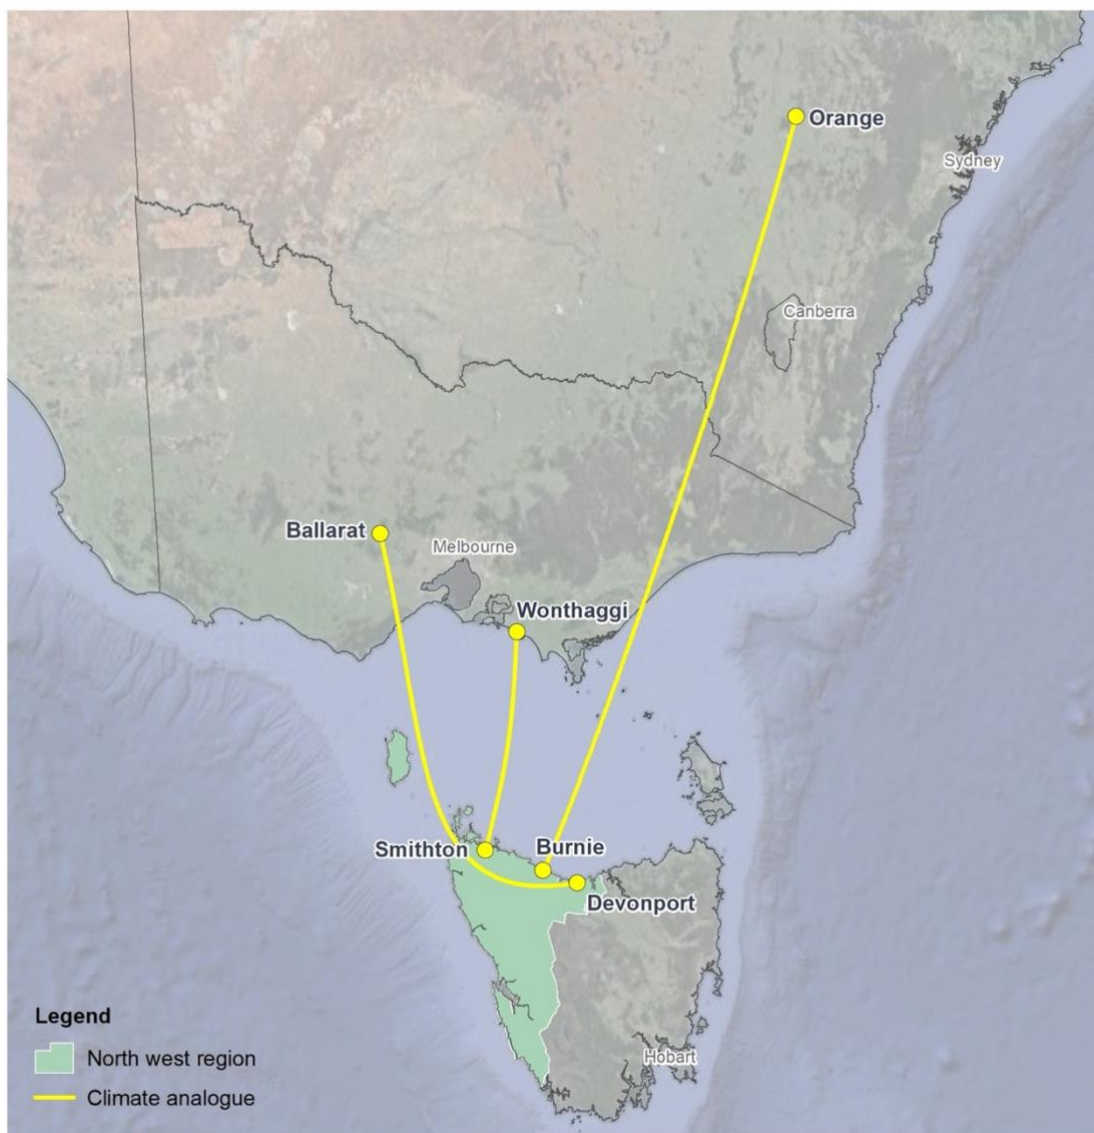 Orange
Sydney
Canberra
Ballarat
Melbourne
Wonthaggi
Smithton
Burnie
Devonport
Legend
North west region
Climate analogue
Hobart